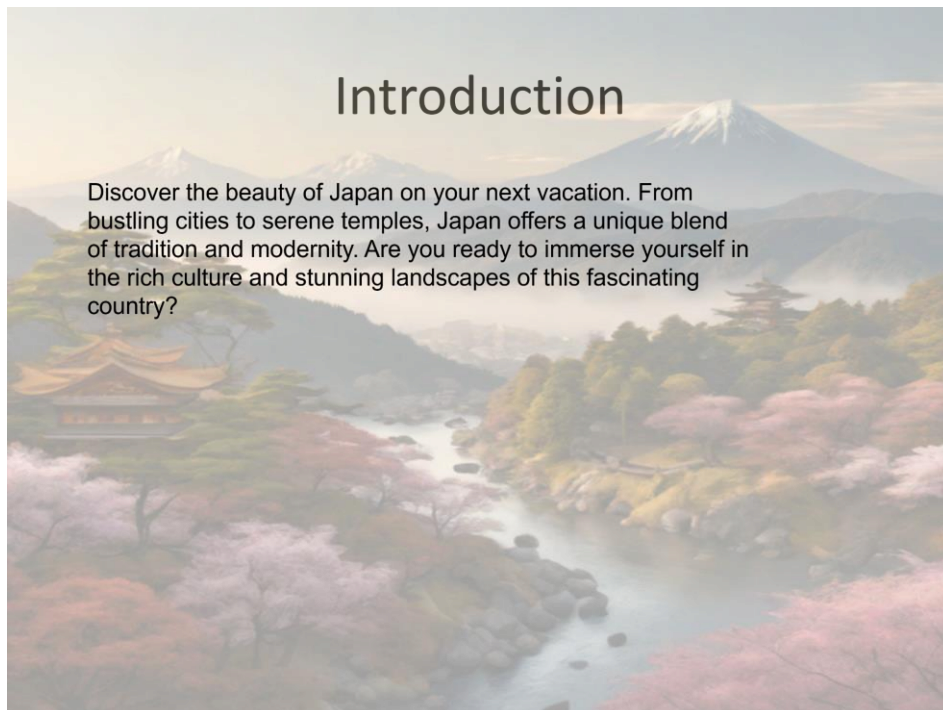 Introduction
Discover the beauty of Japan on your next vacation. From
bustling cities to serene temples, Japan offers a unique blend
of tradition and modernity. Are you ready to immerse yourself in
the rich culture and stunning landscapes of this fascinating
country?